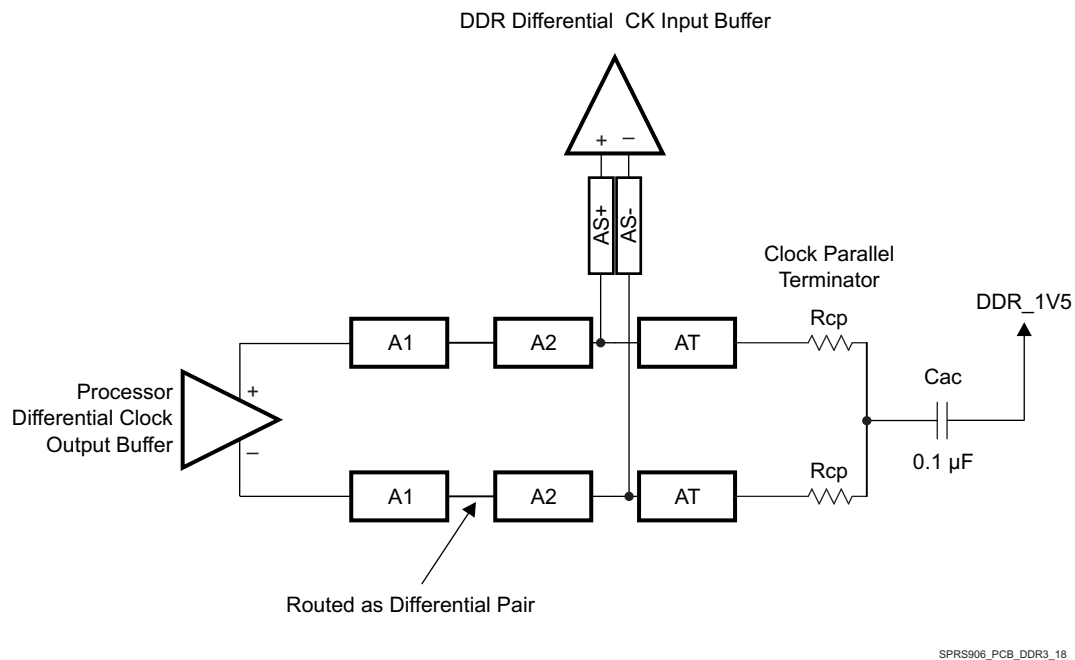 DDR Differential CK Input Buffer
+ −
AS+
AS-
Clock Parallel
Terminator
DDR_1V5
Rcp
A1
A2
AT
Cac
Processor
Differential Clock
Output Buffer
+
−
0.1 µF
Rcp
A1
A2
AT
Routed as Differential Pair
SPRS906_PCB_DDR3_18